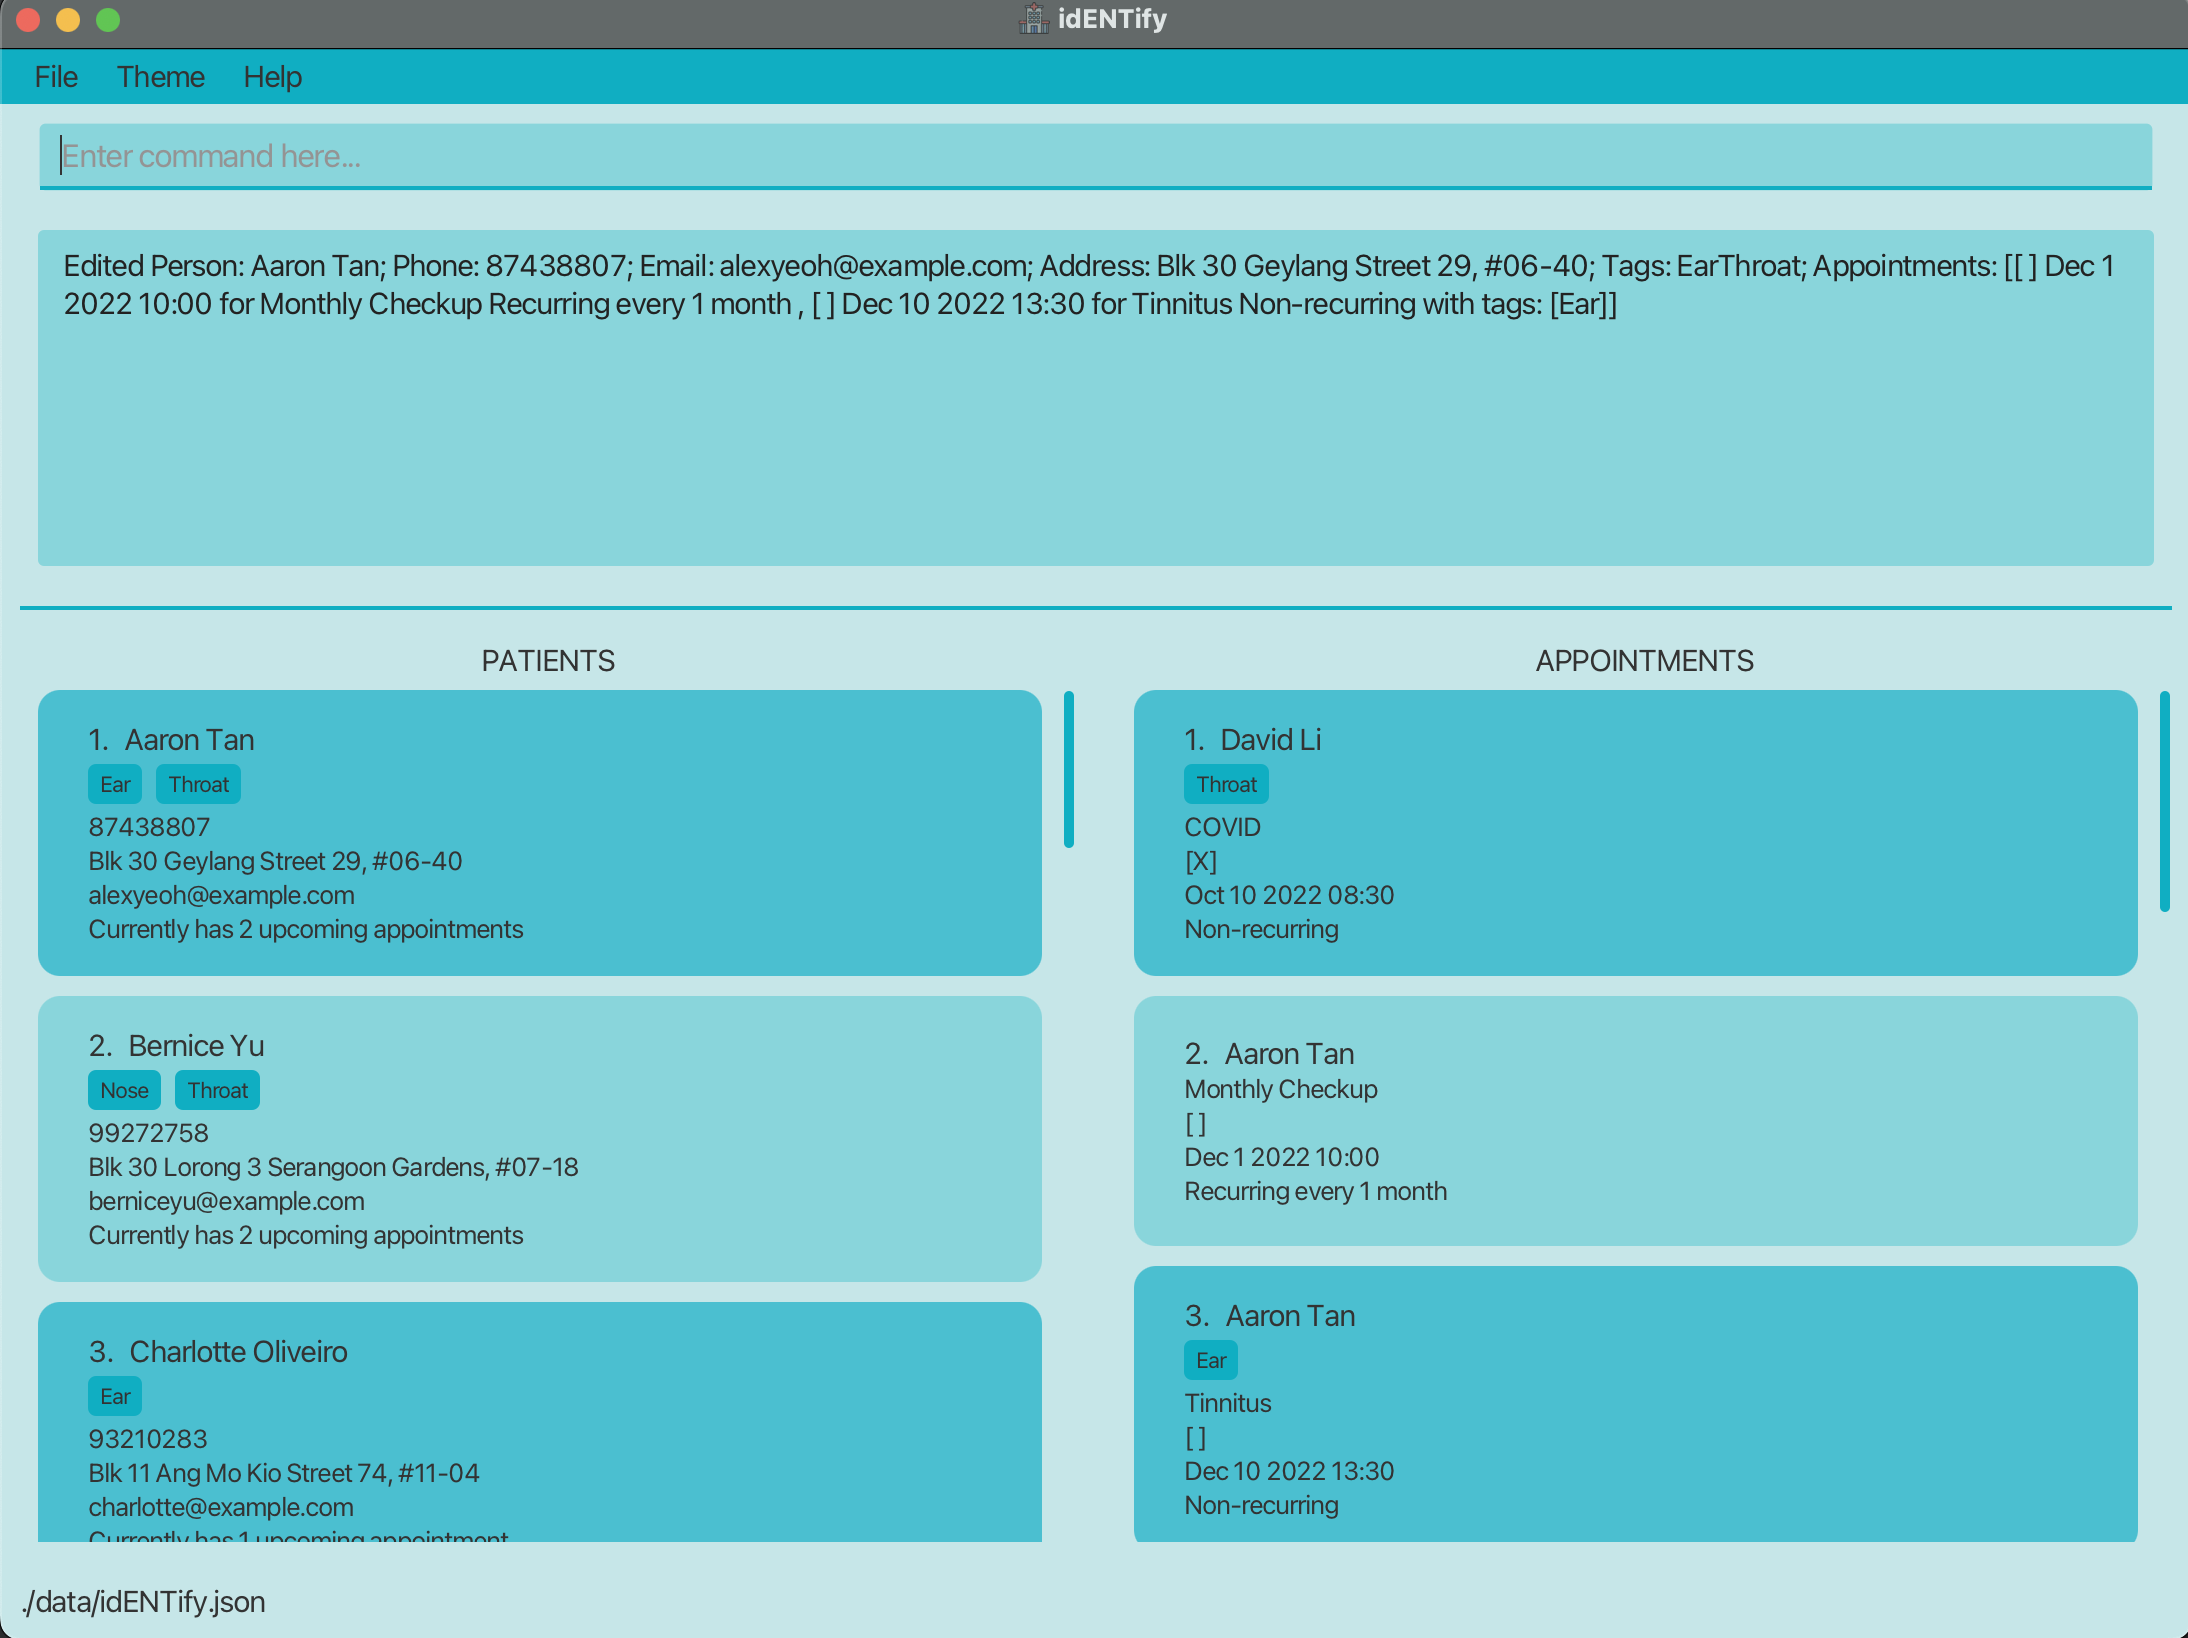 idENTify
File Theme Help
Enter command here...
Edited Person: Aaron Tan; Phone: 87438807; Email: alexyeoh@example.com; Address: Blk 30 Geylang Street 29, #06-40; Tags: EarThroat; Appointments: [[ ] Dec 1
2022 10:00 for Monthly Checkup Recurring every 1 month , [ ] Dec 10 2022 13:30 for Tinnitus Non-recurring with tags: [Ear]]
PATIENTS
1. Aaron Tan
Ear Throat
87438807
Blk 30 Geylang Street 29, #06-40
alexyeoh@example.com
Currently has 2 upcoming appointments
2. Bernice Yu
Nose Throat
99272758
Blk 30 Lorong 3 Serangoon Gardens, #07-18
berniceyu@example.com
Currently has 2 upcoming appointments
3. Charlotte Oliveiro
Ear
93210283
Blk 11 Ang Mo Kio Street 74, #11-04
charlotte@example.com
Currently has 1 upcoming appointment
APPOINTMENTS
1. David Li
Throat
COVID
[X]
Oct 10 2022 08:30
Non-recurring
2. Aaron Tan
Monthly Checkup
[ ]
Dec 1 2022 10:00
Recurring every 1 month
3. Aaron Tan
Ear
Tinnitus
[ ]
Dec 10 2022 13:30
Non-recurring
./data/idENTify.json